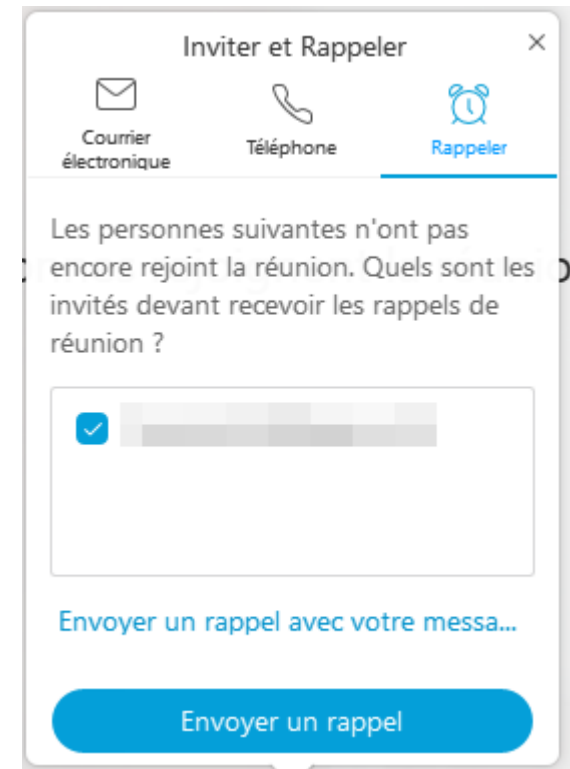 Inviter et Rappeler
Courrier
électronique
Téléphone
Rappeler
Les personnes suivantes n'ont pas
encore rejoint la réunion. Quels sont les
invités devant recevoir les rappels de
réunion ?
Envoyer un rappel avec votre messa...
Envoyer un rappel